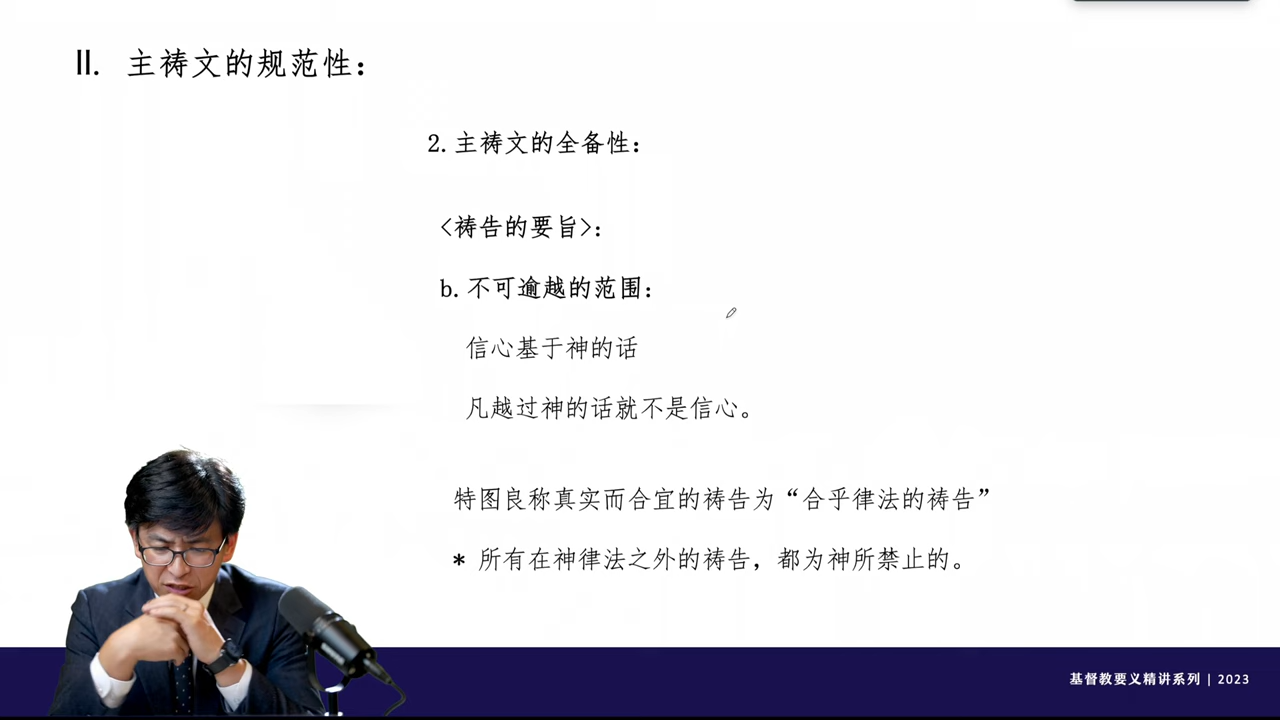 II. 主祷文的规范性：
2.主祷文的全备性：
<祷告的要旨>：
b.不可逾越的范围：
信心基于神的话
凡越过神的话就不是信心。
特图良称真实而合宜的祷告为“合乎律法的祷告”
* 所有在神律法之外的祷告，都为神所禁止的。
基督教要义精讲系列 | 2023